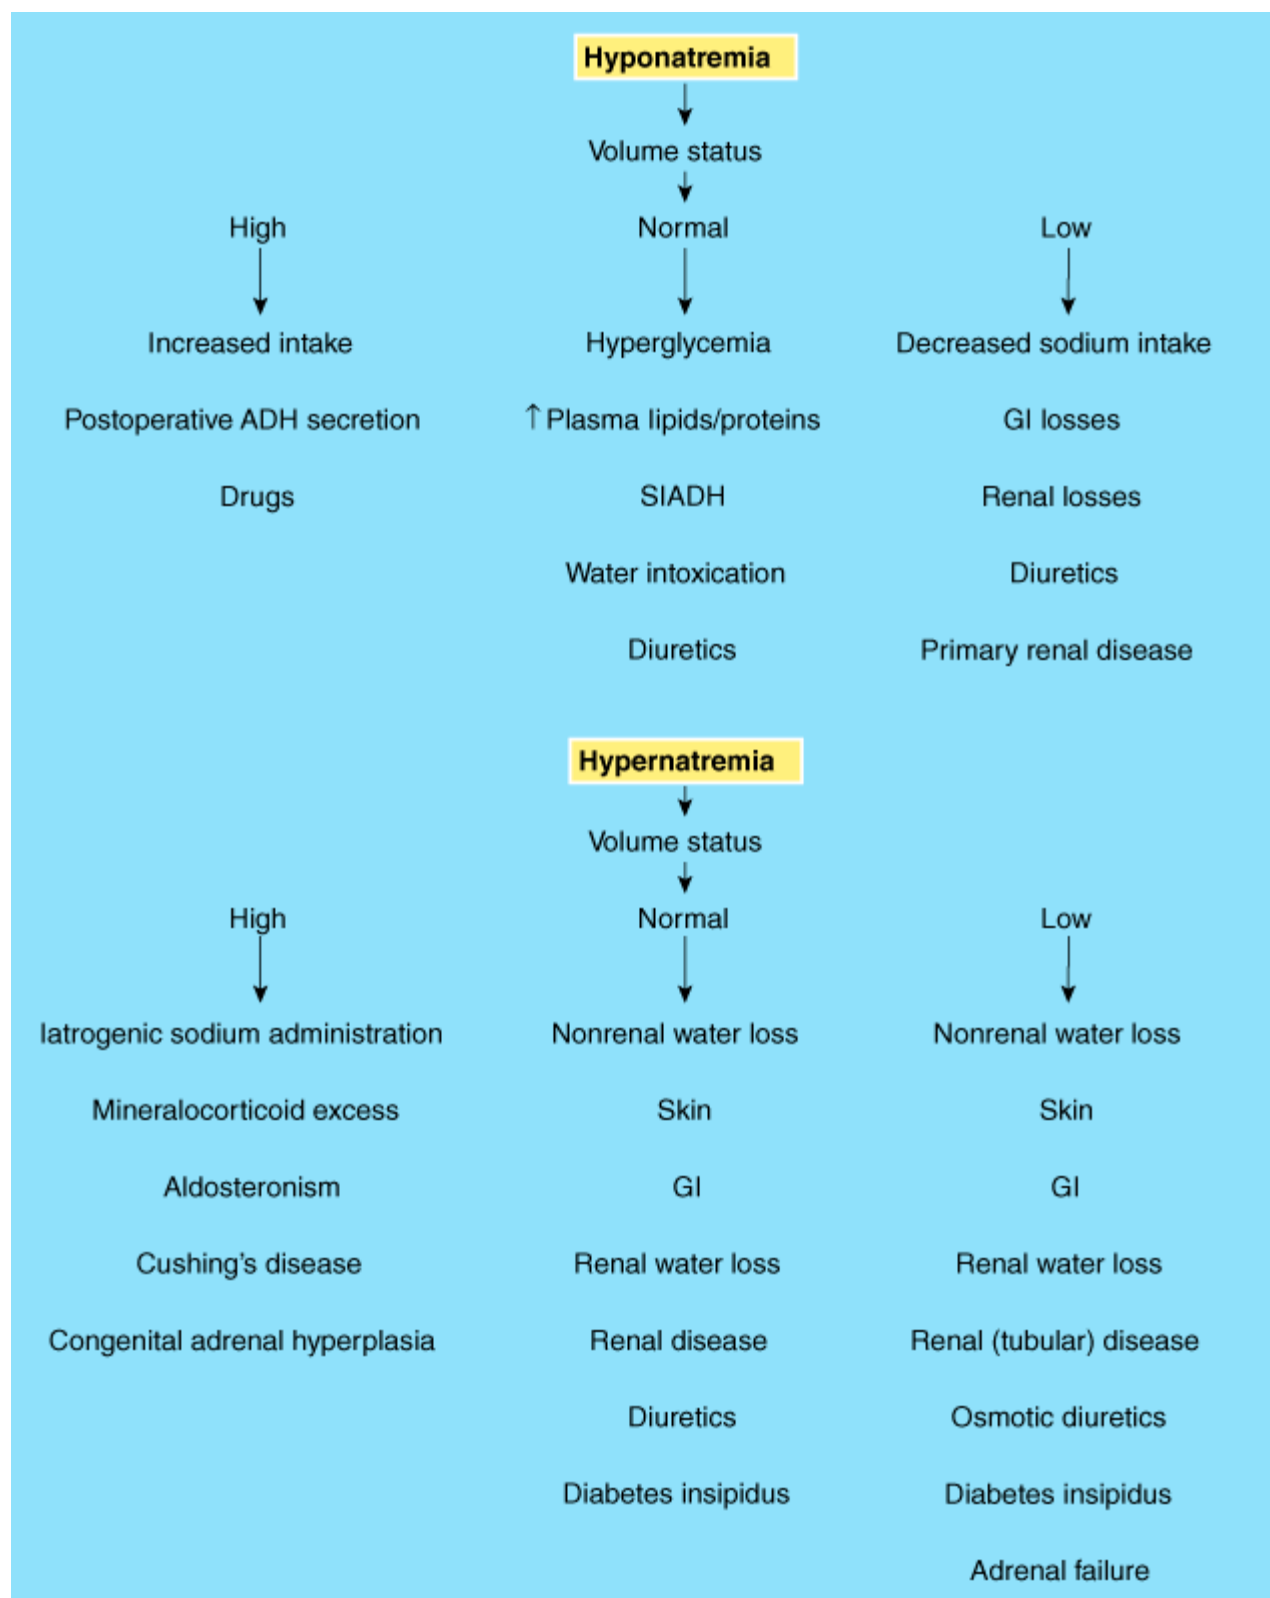 Hyponatremia
Volume status
High Normal Low
Increased intake Hyperglycemia Decreased sodium intake
Postoperative ADH secretion ↑ Plasma lipids/proteins GI losses
Drugs SIADH Renal losses
Water intoxication Diuretics
Diuretics Primary renal disease
Hypernatremia
Volume status
High Normal Low
Iatrogenic sodium administration Nonrenal water loss Nonrenal water loss
Mineralocorticoid excess Skin Skin
Aldosteronism GI GI
Cushing’s disease Renal water loss Renal water loss
Congenital adrenal hyperplasia Renal disease Renal (tubular) disease
Diuretics Osmotic diuretics
Diabetes insipidus Diabetes insipidus
Adrenal failure